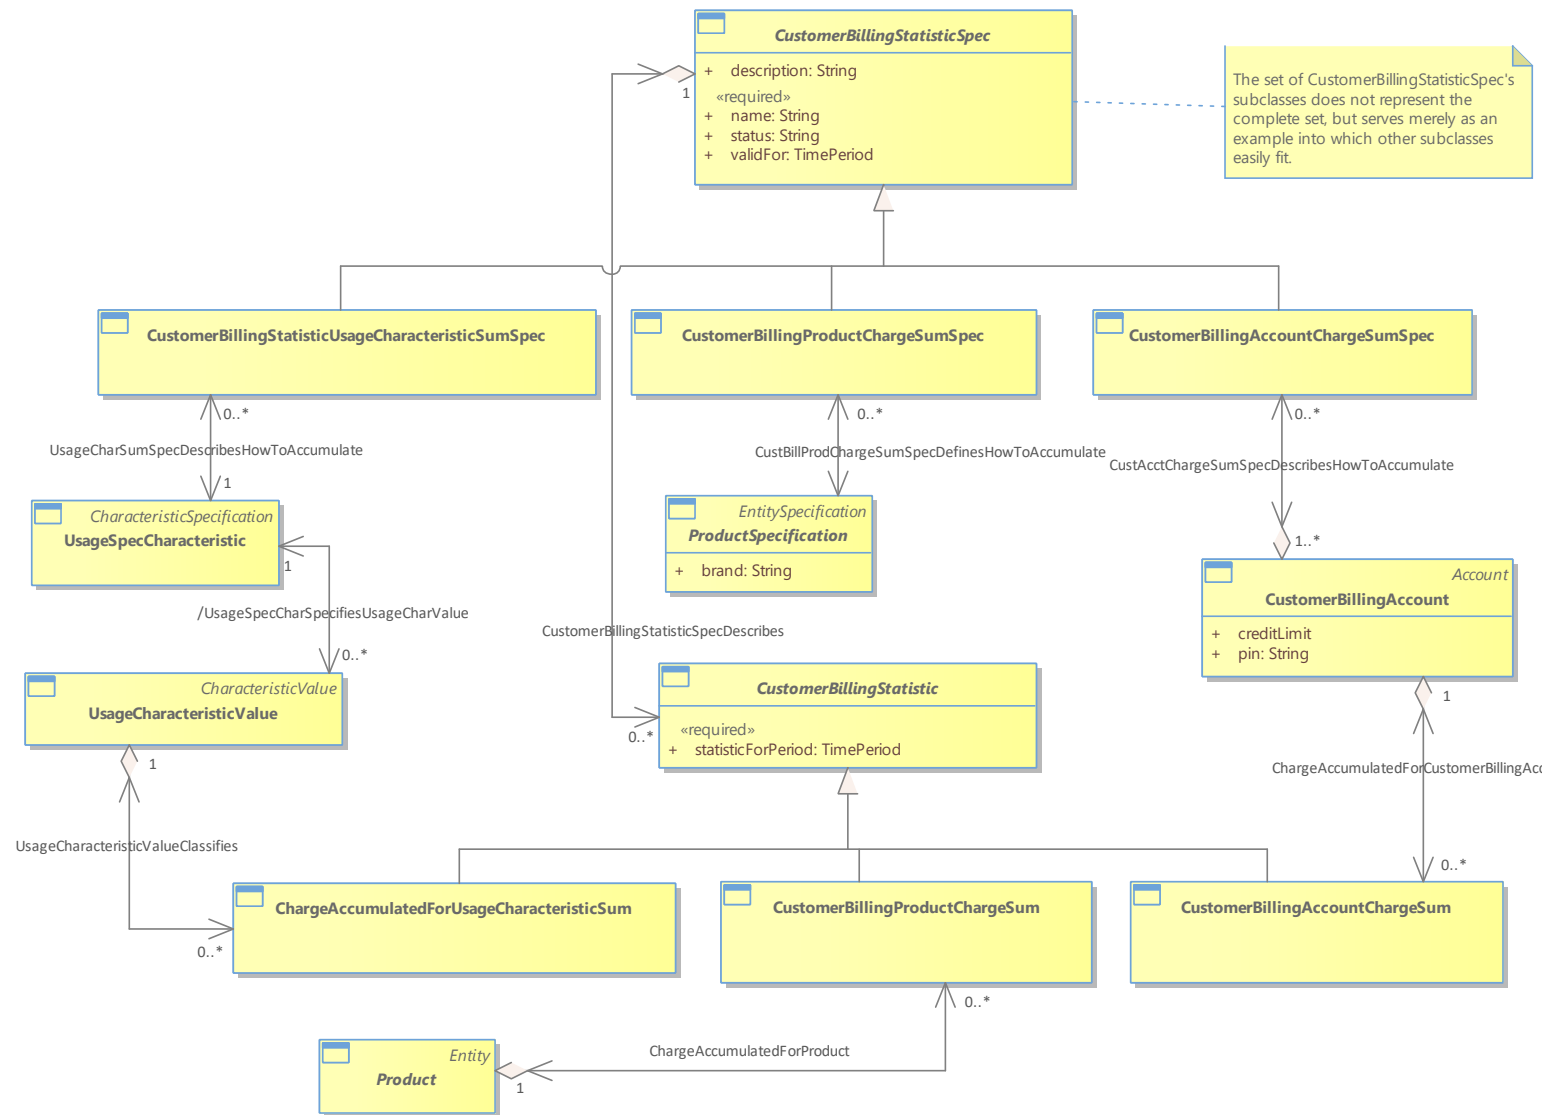 CustomerBillingStatisticSpec
+ description: String
«required»
+ name: String
+ status: String
+ validFor: TimePeriod
1
The set of CustomerBillingStatisticSpec's
subclasses does not represent the
complete set, but serves merely as an
example into which other subclasses
easily fit.
CustomerBillingStatisticUsageCharacteristicSumSpec
CustomerBillingProductChargeSumSpec
CustomerBillingAccountChargeSumSpec
0..*
0..*
0..*
UsageCharSumSpecDescribesHowToAccumulate
CustBillProdChargeSumSpecDefinesHowToAccumulate
CustAcctChargeSumSpecDescribesHowToAccumulate
1
CharacteristicSpecification
UsageSpecCharacteristic
1
EntitySpecification
ProductSpecification
+ brand: String
1..*
Account
CustomerBillingAccount
+ creditLimit
+ pin: String
/UsageSpecCharSpecifiesUsageCharValue
CustomerBillingStatisticSpecDescribes
0..*
CharacteristicValue
UsageCharacteristicValue
CustomerBillingStatistic
«required»
+ statisticForPeriod: TimePeriod
0..*
1
1
ChargeAccumulatedForCustomerBillingAcc
UsageCharacteristicValueClassifies
0..*
ChargeAccumulatedForUsageCharacteristicSum
CustomerBillingProductChargeSum
CustomerBillingAccountChargeSum
0..*
0..*
ChargeAccumulatedForProduct
Entity
Product
1